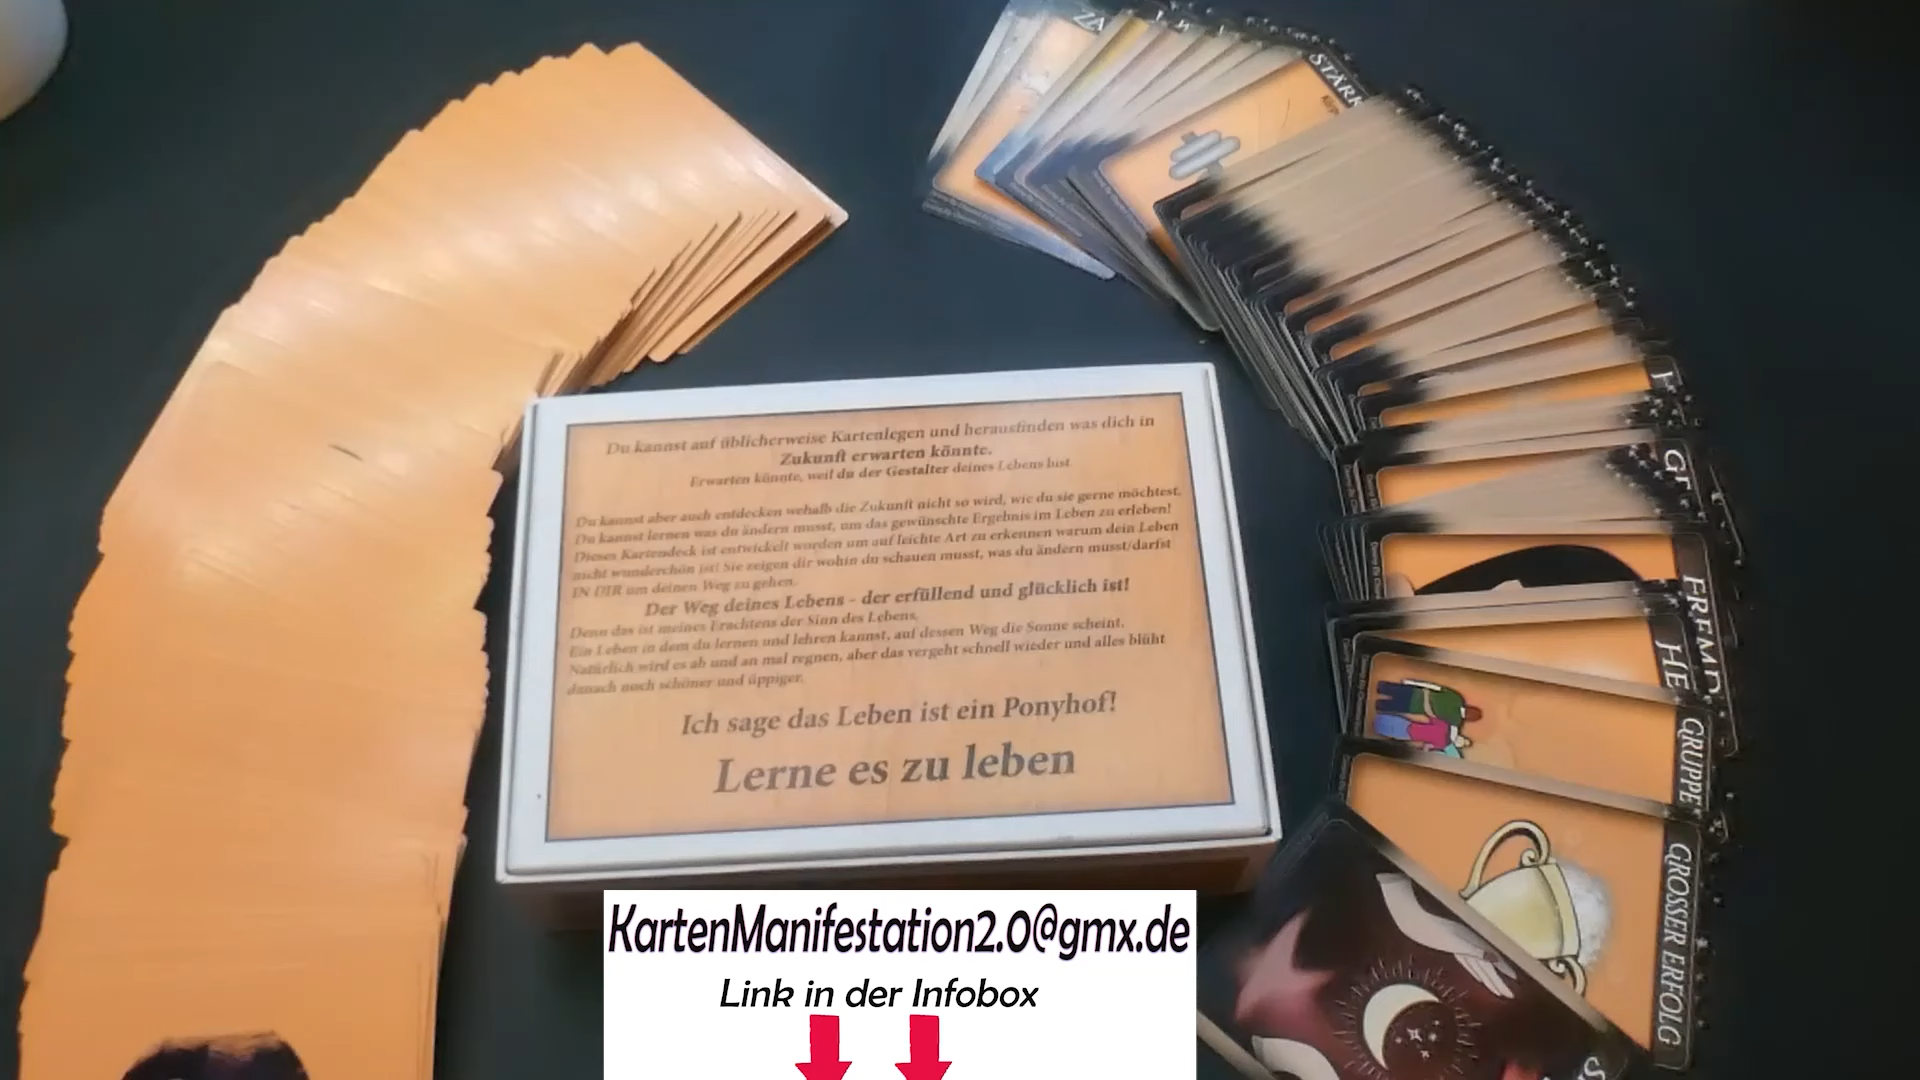 STÄRK
Du kannst auf üblicherweise Kartenlegen und herausfinden was dich in
Zukunft erwarten könnte.
Erwarten könnte, weil du der Gestalter deines Lebens bist
Du kannst aber auch entdecken wehalb die Zukunft nicht so wird, wie du sie gerne möchtest.
Du kannst lernen was du ändern musst, um das gewünschte Ergebnis im Leben zu erleben!
Dieses Kartendeck ist entwickelt worden um auf leichte Art zu erkennen warum dein Leben
nicht wunderchön ist! Sie zeigen dir wohin du schauen musst, was du ändern musst/darfst
IN DIR um deinen Weg zu gehen.
Der Weg deines Lebens - der erfüllend und glücklich ist!
Denn das ist meines Erachtens der Sinn des Lebens,
Ein Leben in dem du lernen und lehren kannst, auf dessen Weg die Sonne scheint.
Natürlich wird es ab und an mal regnen, aber das vergeht schnell wieder und alles blüht
danach noch schöner und üppiger.
Ich sage das Leben ist ein Ponyhof!
Lerne es zu leben
FREMD
HE
GRUPPE
GROSSER ERFOLG
KartenManifestation2.0@gmx.de
Link in der Infobox